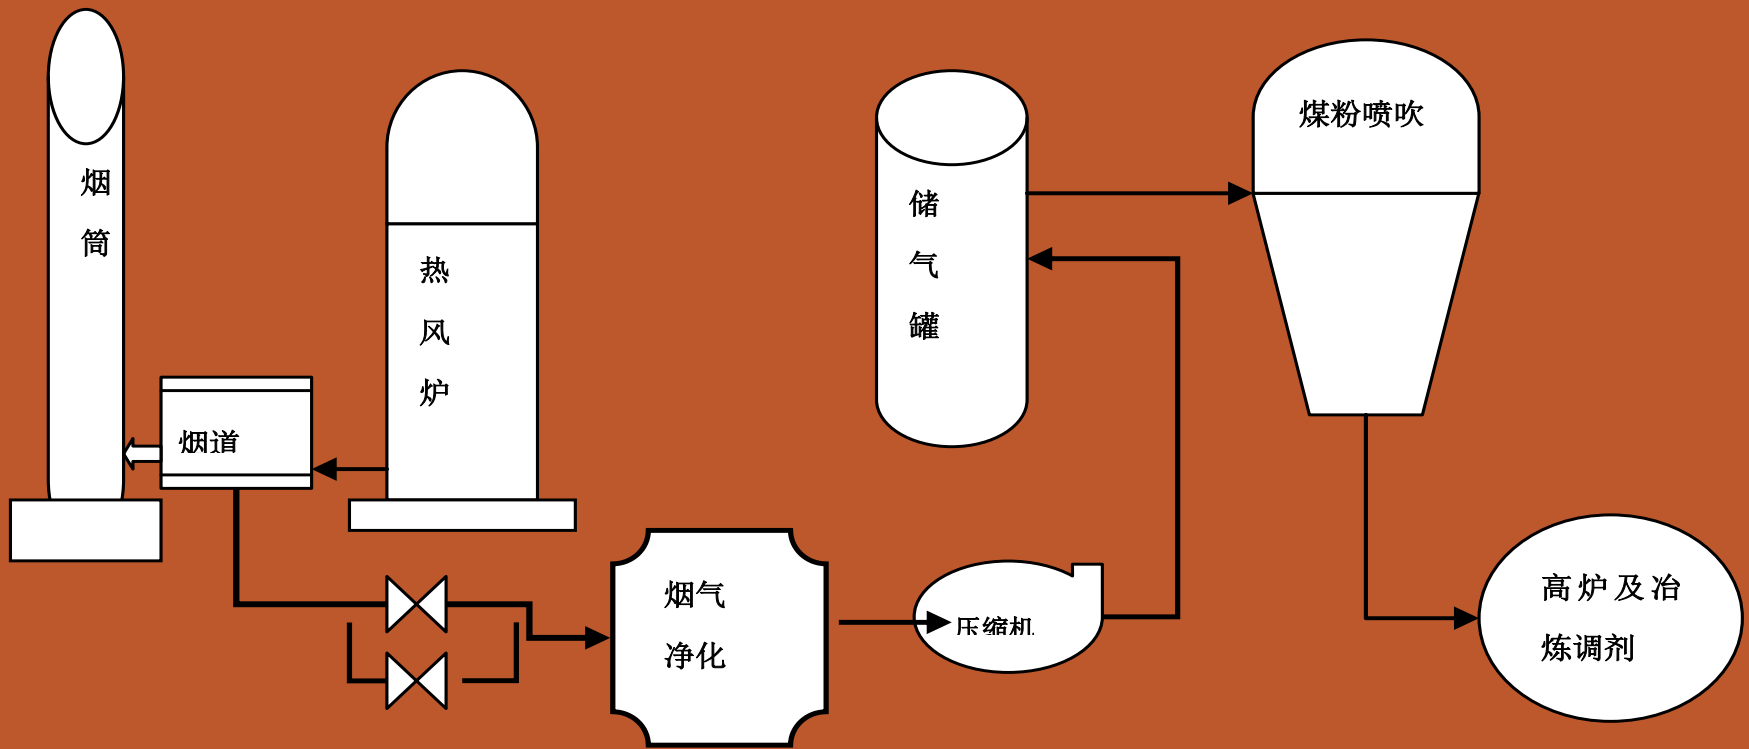 烟
筒
热
风
炉
烟道
储
气
罐
煤粉喷吹
烟气
净化
压缩机
高炉及冶
炼调剂